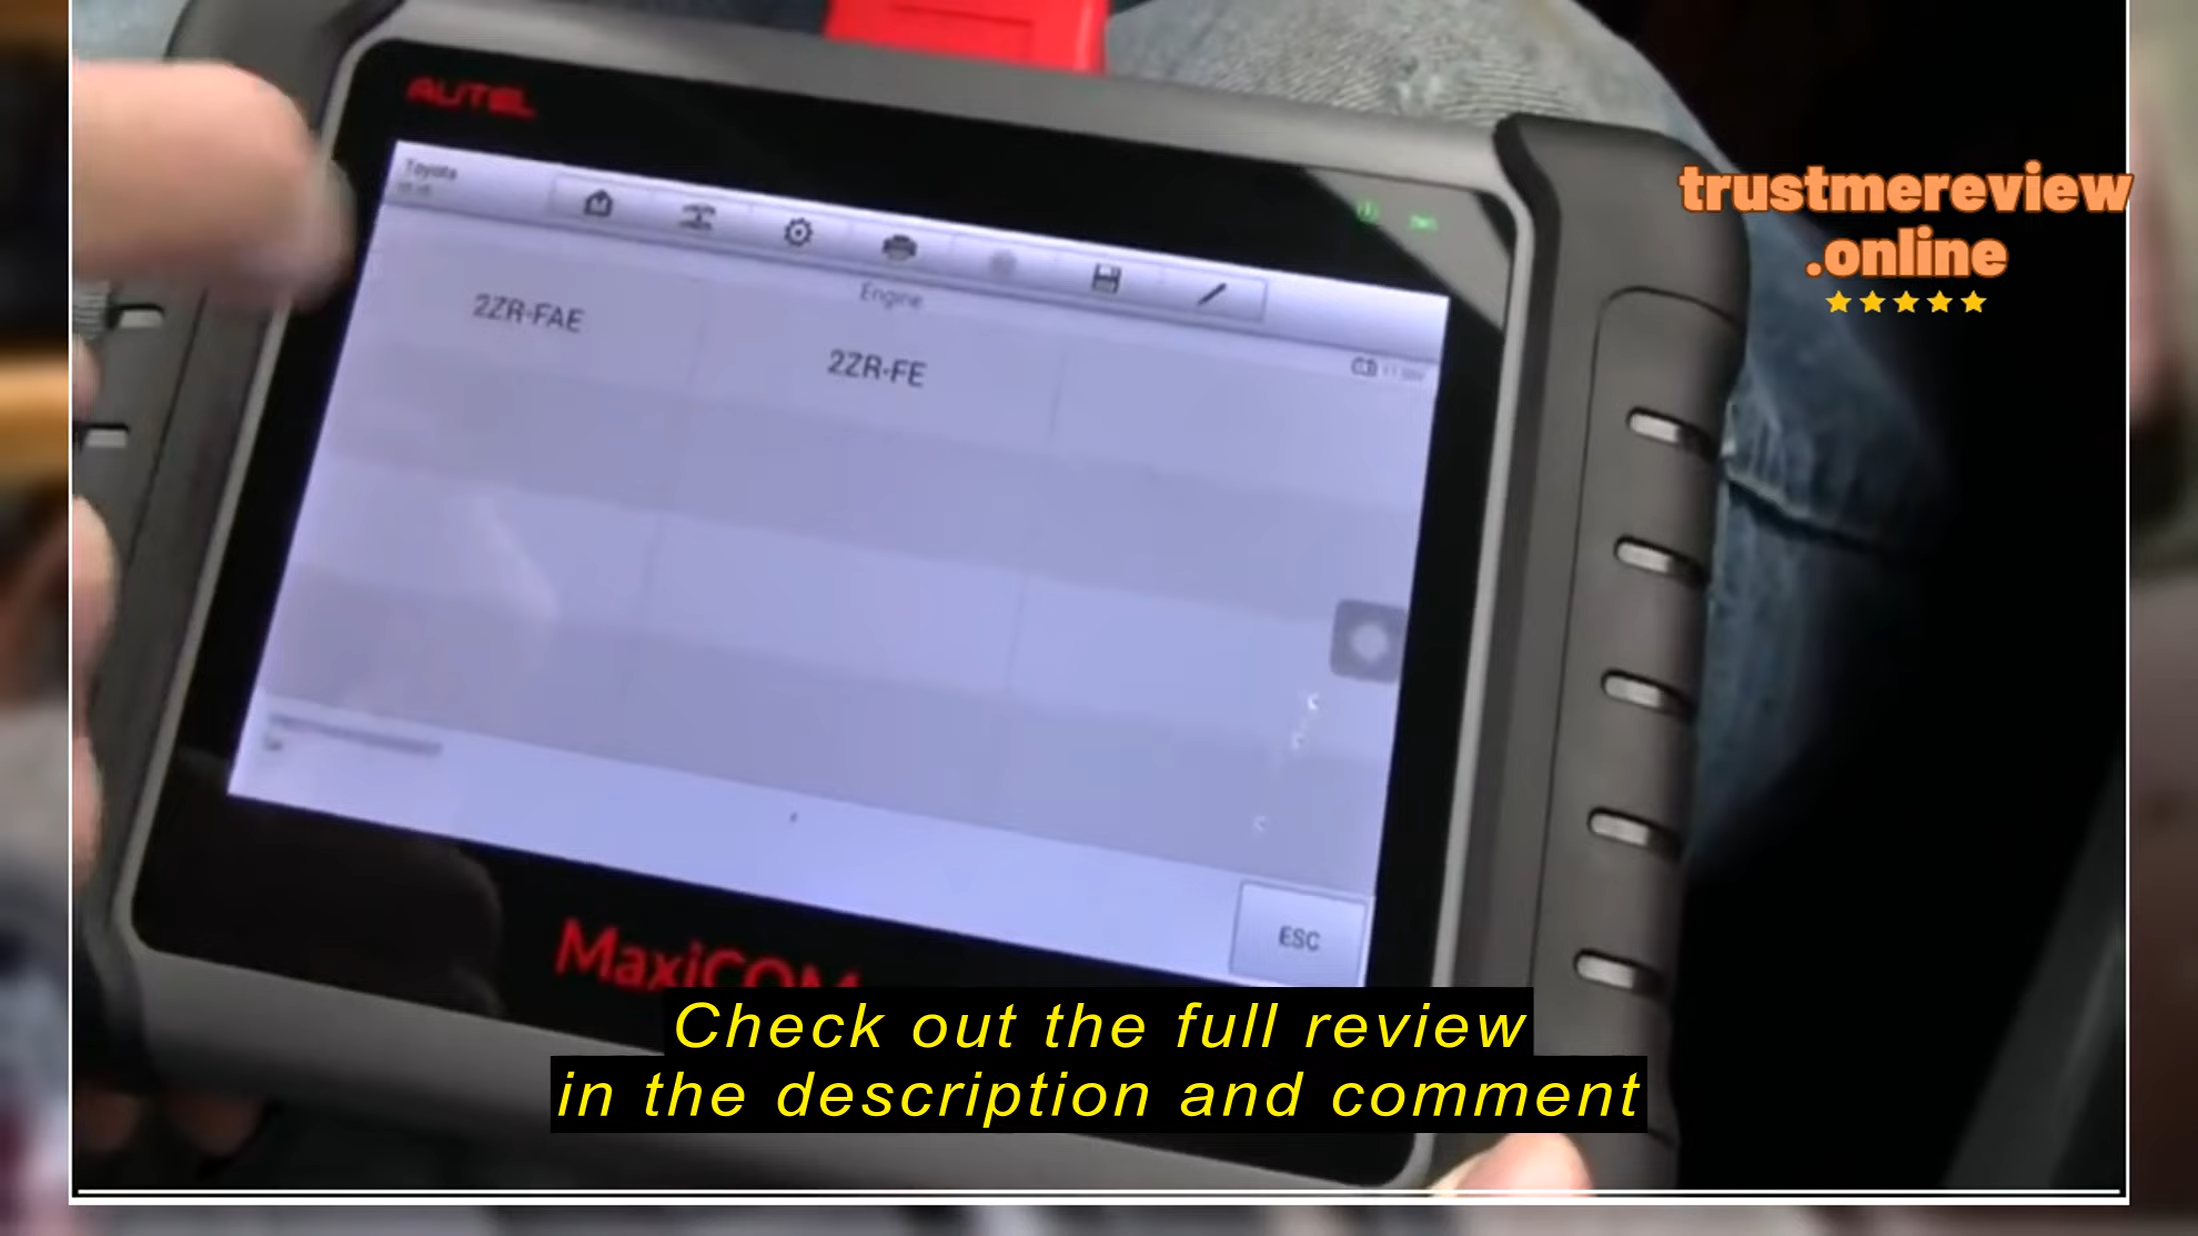 AUTEL
trustmereview
.online
Toyota
Engine
2ZR-FAE
2ZR-FE
ESC
MaxiCOM
Check out the full review
in the description and comment